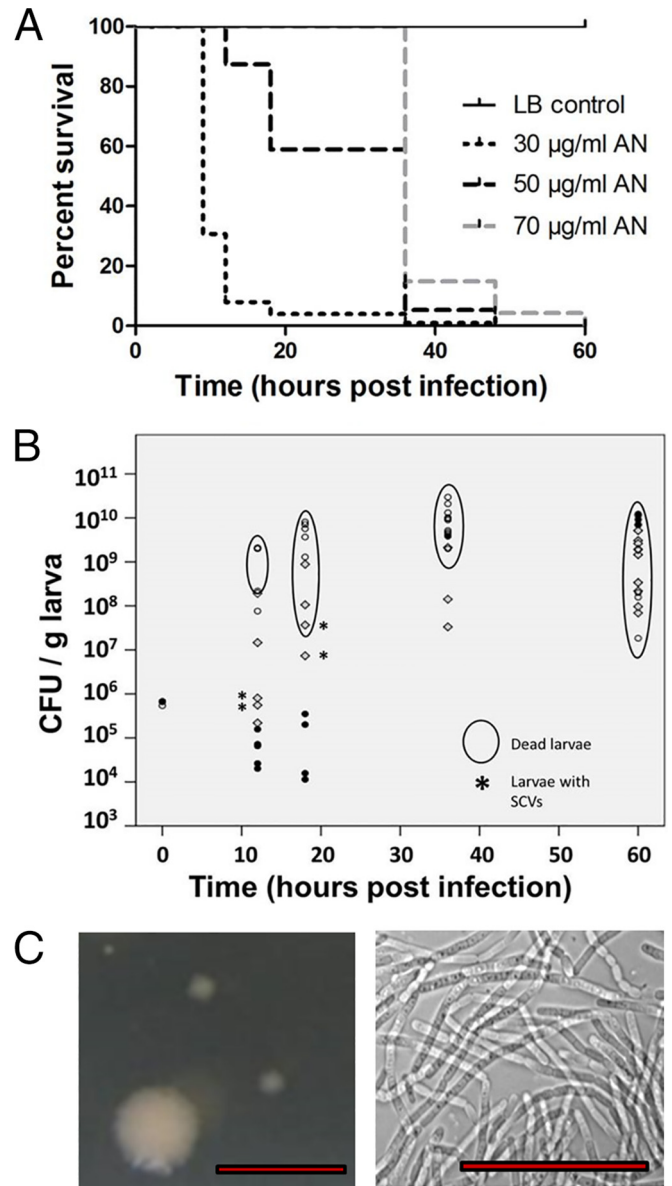 A
Percent survival
100
80
60
40
20
0
0 20 40 60
Time (hours post infection)
LB control
30 µg/ml AN
50 µg/ml AN
70 µg/ml AN
B
CFU / g larva
10¹¹
10¹⁰
10⁹
10⁸
10⁷
10⁶
10⁵
10⁴
10³
* *
* *
Dead larvae
* Larvae with
SCVs
0 10 20 30 40 50 60
Time (hours post infection)
C